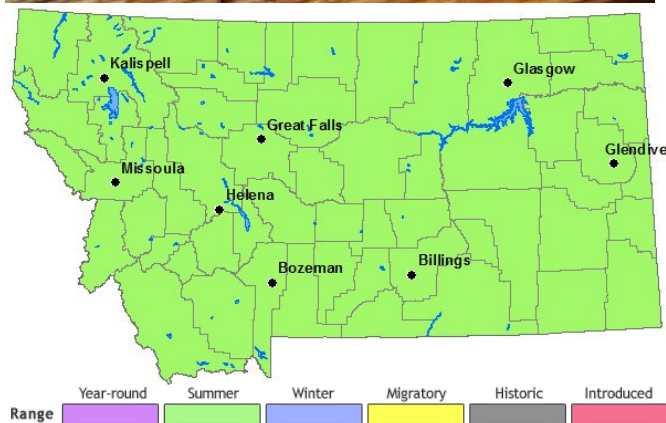 Kalispell
Glasgow
Great Falls
Glendive
Missoula
Helena
Bozeman
Billings
Year-round Summer Winter Migratory Historic Introduced
Range